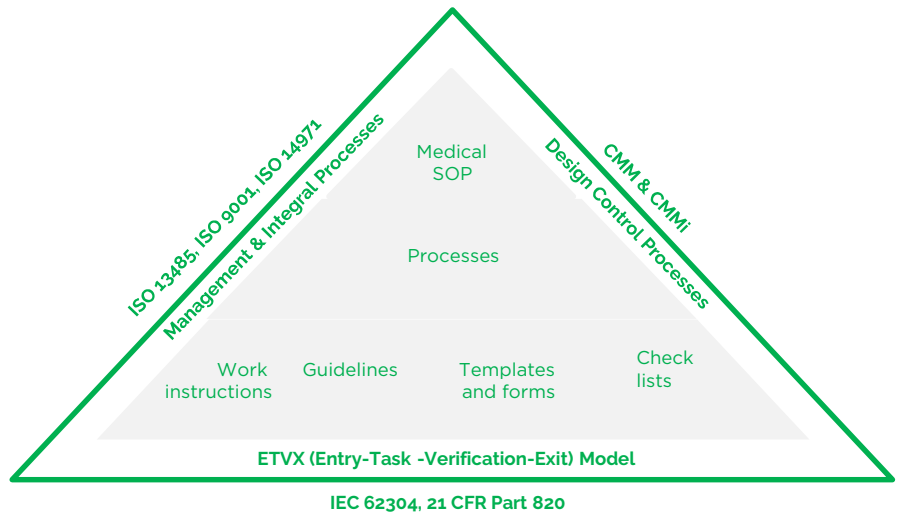 ISO 13485, ISO 9001, ISO 14971
Management & Integral Processes
CMM & CMMi
Design Control Processes
Medical
SOP
Processes
Work
instructions
Guidelines
Templates
and forms
Check
lists
ETVX (Entry-Task -Verification-Exit) Model
IEC 62304, 21 CFR Part 820